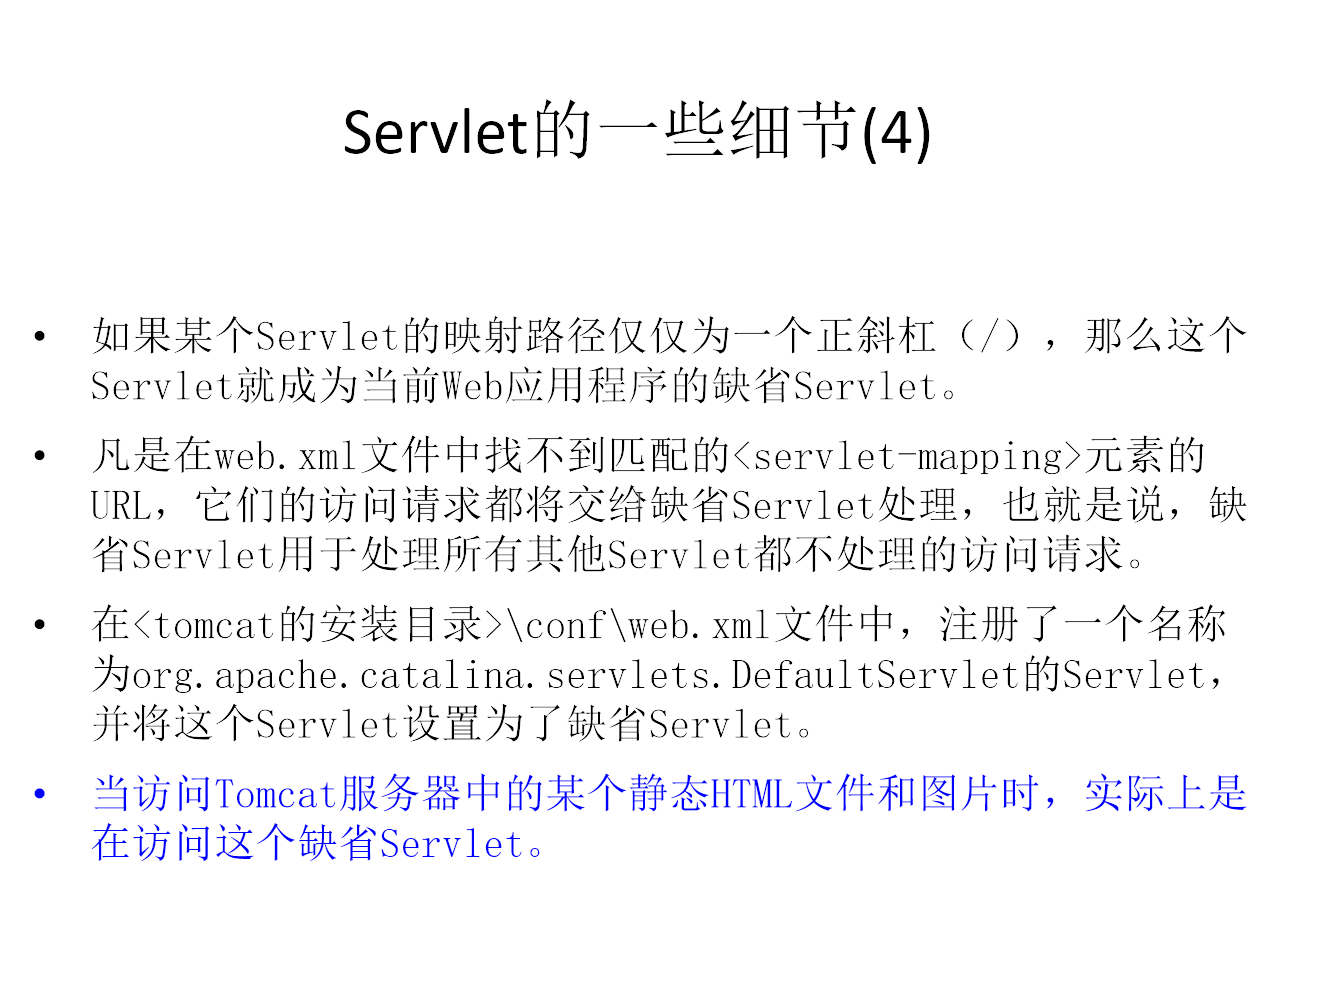 Servlet的一些细节(4)
• 如果某个Servlet的映射路径仅仅为一个正斜杠（/），那么这个
Servlet就成为当前Web应用程序的缺省Servlet。
• 凡是在web.xml文件中找不到匹配的<servlet-mapping>元素的
URL，它们的访问请求都将交给缺省Servlet处理，也就是说，缺
省Servlet用于处理所有其他Servlet都不处理的访问请求。
• 在<tomcat的安装目录>\conf\web.xml文件中，注册了一个名称
为org.apache.catalina.servlets.DefaultServlet的Servlet，
并将这个Servlet设置为了缺省Servlet。
• 当访问Tomcat服务器中的某个静态HTML文件和图片时，实际上是
在访问这个缺省Servlet。